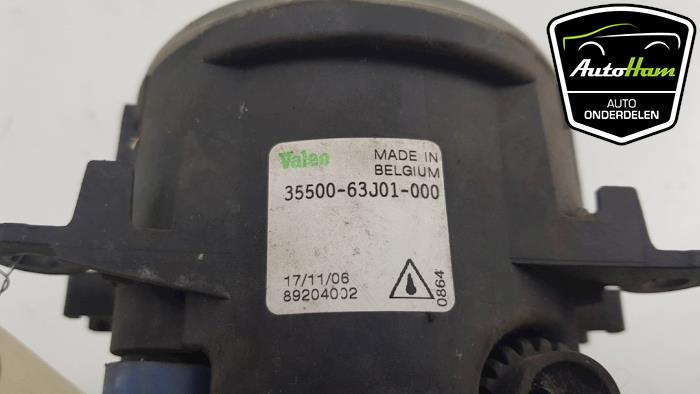 AutoHam
AUTO
ONDERDELEN
Valeo
MADE IN
BELGIUM
35500-63J01-000
17/11/06
89204002
0864